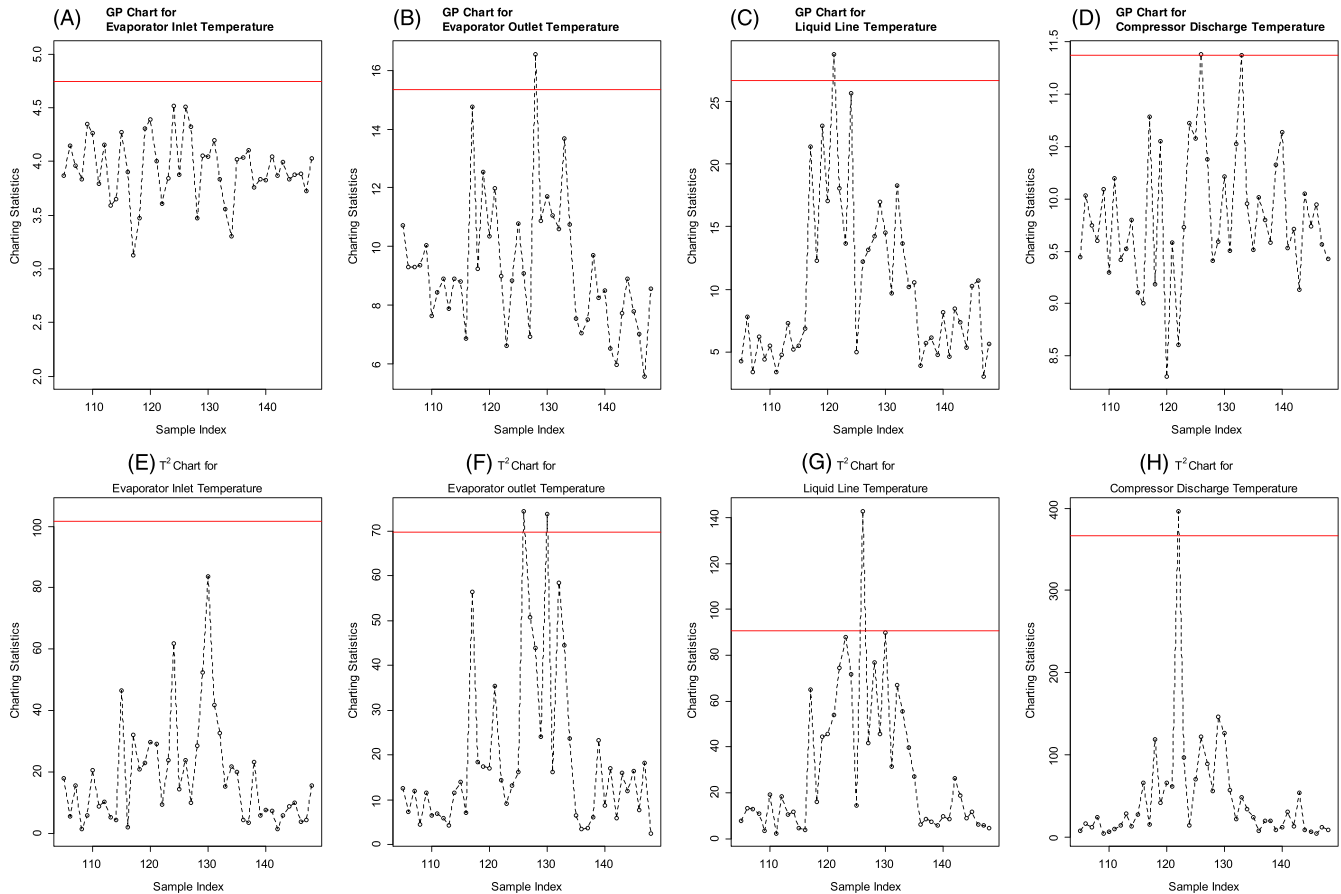 (A) GP Chart for
Evaporator Inlet Temperature
5.0
4.5
4.0
3.5
3.0
2.5
2.0
Charting Statistics
110 120 130 140
Sample Index
(B) GP Chart for
Evaporator Outlet Temperature
16
14
12
10
8
6
Charting Statistics
110 120 130 140
Sample Index
(C) GP Chart for
Liquid Line Temperature
25
20
15
10
5
Charting Statistics
110 120 130 140
Sample Index
(D) GP Chart for
Compressor Discharge Temperature
11.5
11.0
10.5
10.0
9.5
9.0
8.5
Charting Statistics
110 120 130 140
Sample Index
(E) T² Chart for
Evaporator Inlet Temperature
100
80
60
40
20
0
Charting Statistics
110 120 130 140
Sample Index
(F) T² Chart for
Evaporator outlet Temperature
70
60
50
40
30
20
10
0
Charting Statistics
110 120 130 140
Sample Index
(G) T² Chart for
Liquid Line Temperature
140
120
100
80
60
40
20
0
Charting Statistics
110 120 130 140
Sample Index
(H) T² Chart for
Compressor Discharge Temperature
400
300
200
100
0
Charting Statistics
110 120 130 140
Sample Index